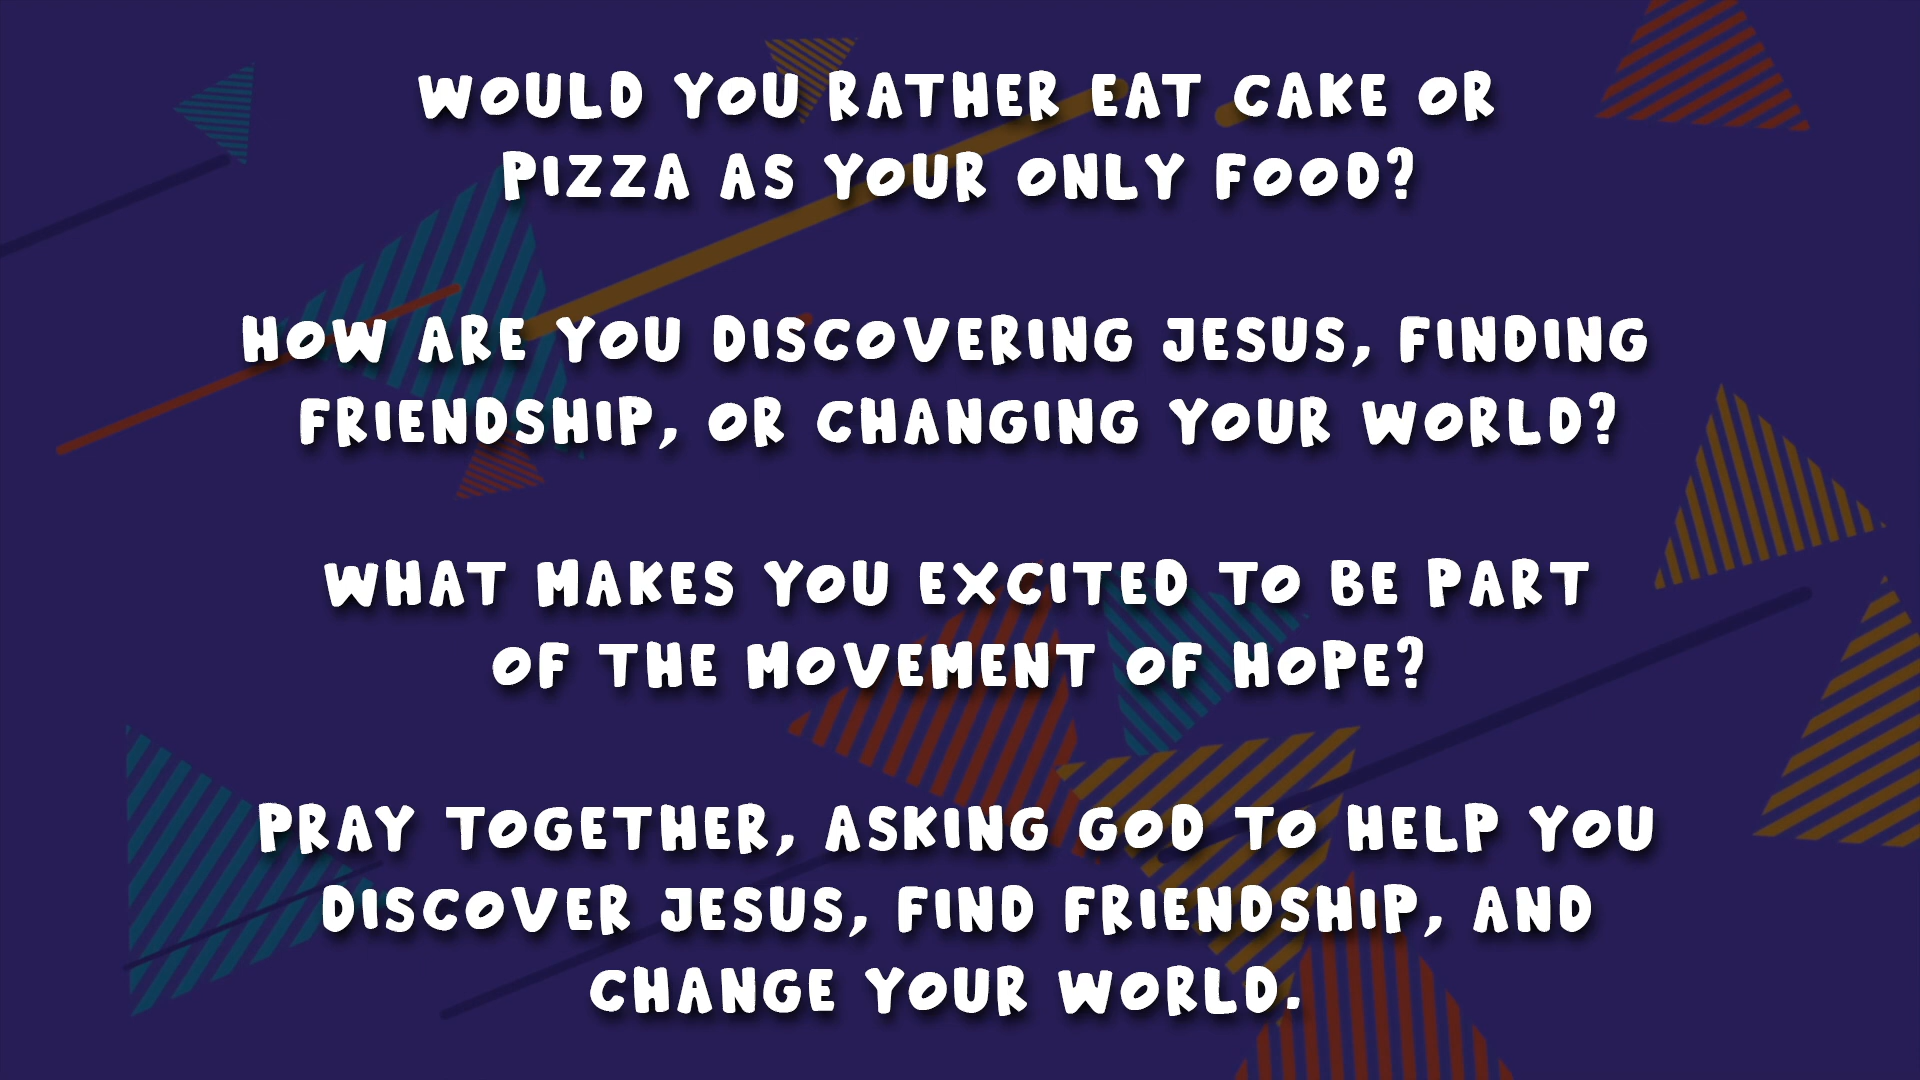 WOULD YOU RATHER EAT CAKE OR
PIZZA AS YOUR ONLY FOOD?
HOW ARE YOU DISCOVERING JESUS, FINDING
FRIENDSHIP, OR CHANGING YOUR WORLD?
WHAT MAKES YOU EXCITED TO BE PART
OF THE MOVEMENT OF HOPE?
PRAY TOGETHER, ASKING GOD TO HELP YOU
DISCOVER JESUS, FIND FRIENDSHIP, AND
CHANGE YOUR WORLD.